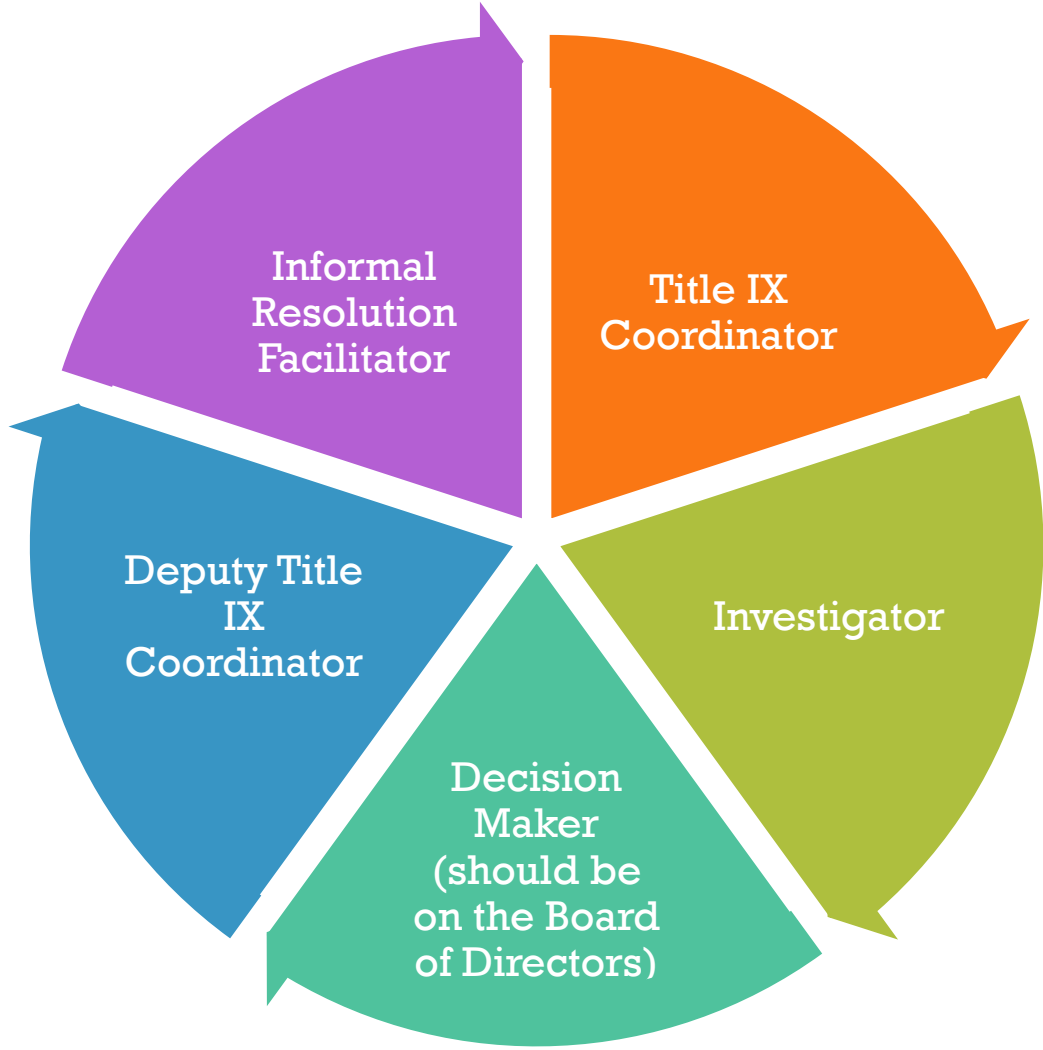 Informal
Resolution
Facilitator
Title IX
Coordinator
Deputy Title
IX
Coordinator
Investigator
Decision
Maker
(should be
on the Board
of Directors)